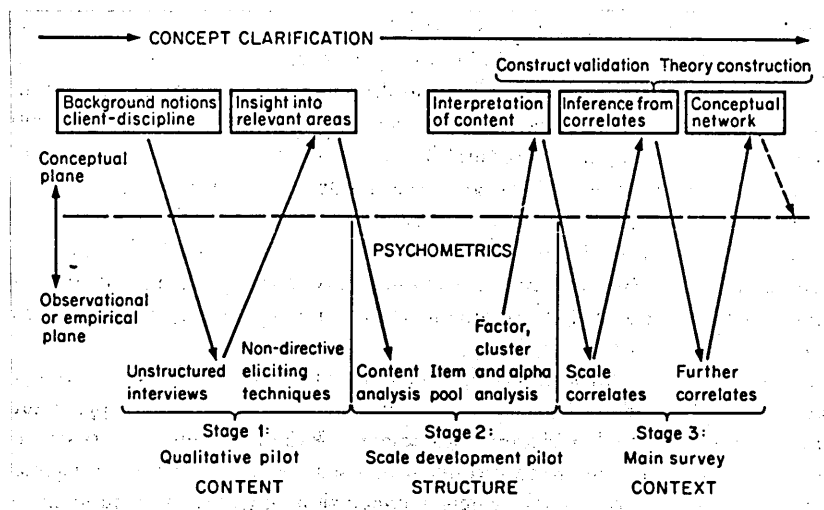 CONCEPT CLARIFICATION
Construct validation Theory construction
Background notions
client-discipline
Insight into
relevant areas
Interpretation
of content
Inference from
correlates
Conceptual
network
Conceptual
plane
PSYCHOMETRICS
Observational
or empirical
plane
Unstructured
interviews
Non-directive
eliciting
techniques
Content
analysis
Item
pool
Factor,
cluster
and alpha
analysis
Scale
correlates
Further
correlates
Stage 1:
Qualitative pilot
CONTENT
Stage 2:
Scale development pilot
STRUCTURE
Stage 3:
Main survey
CONTEXT